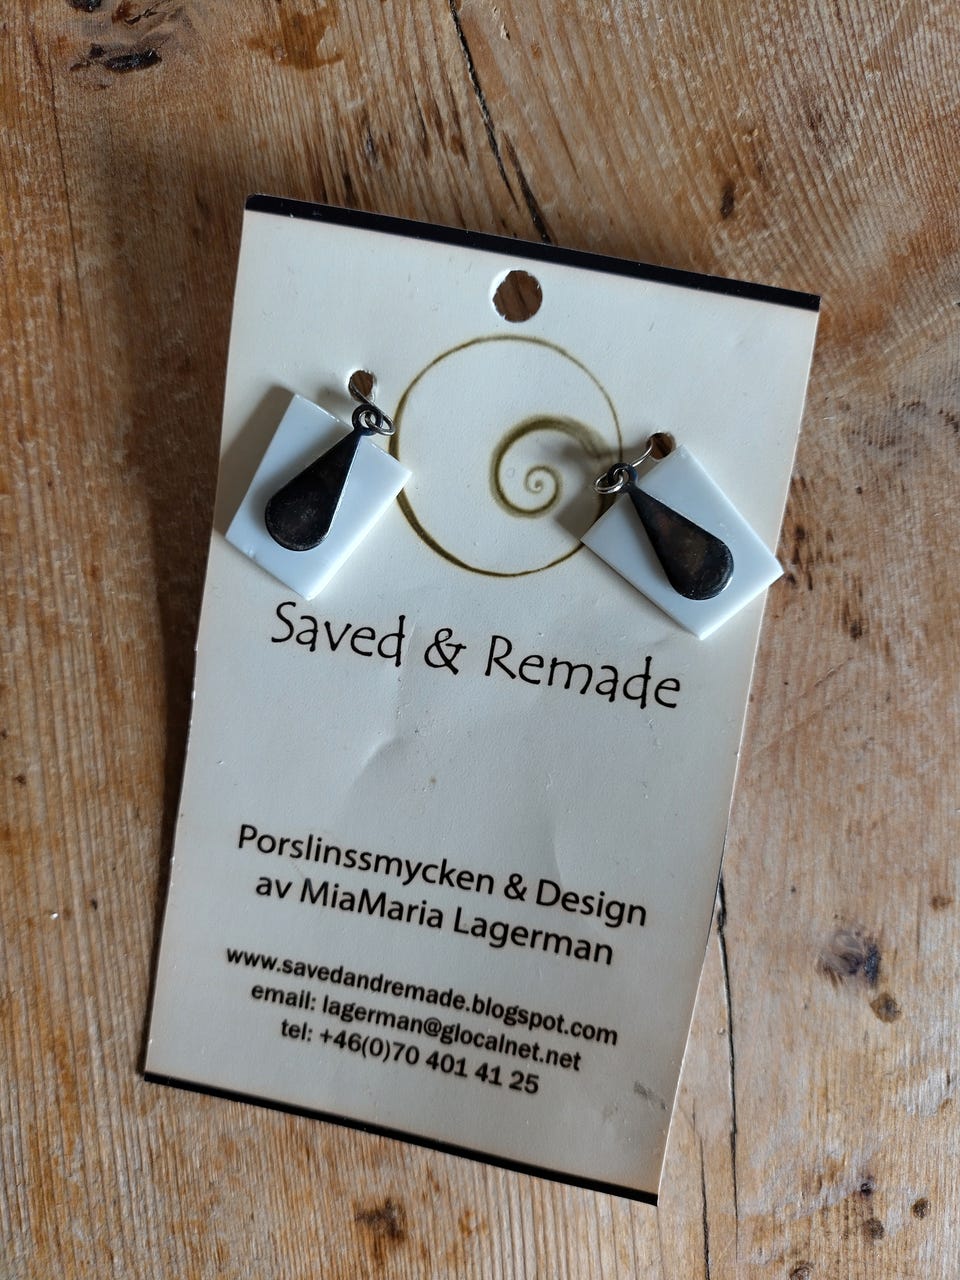 Saved & Remade
Porslinssmycken & Design
av MiaMaria Lagerman
www.savedandremade.blogspot.com
email: lagerman@glocalnet.net
tel: +46(0)70 401 41 25